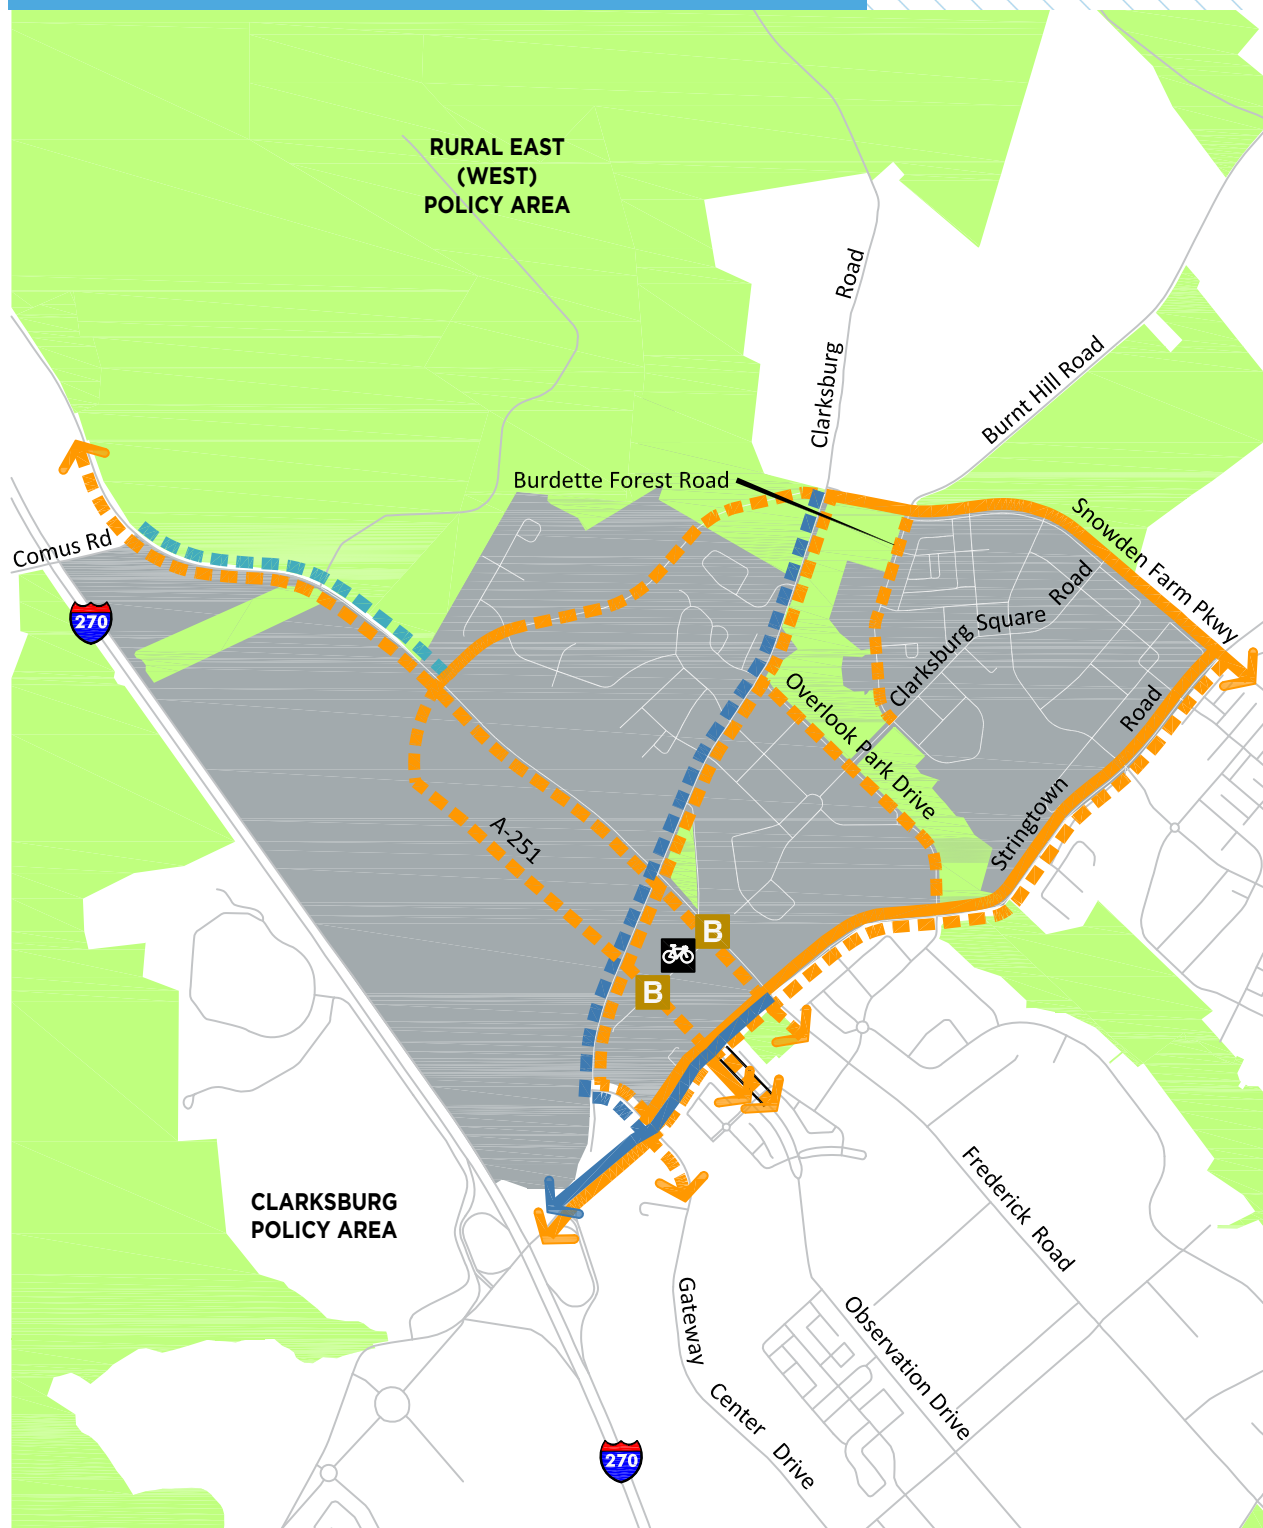 RURAL EAST
(WEST)
POLICY AREA
Clarksburg Road
Burnt Hill Road
Burdette Forest Road
Snowden Farm Pkwy
Comus Rd
270
Clarksburg Square Road
Overlook Park Drive
Stringtown Road
A-251
B
B
CLARKSBURG
POLICY AREA
Frederick Road
Gateway Center Drive
Observation Drive
270